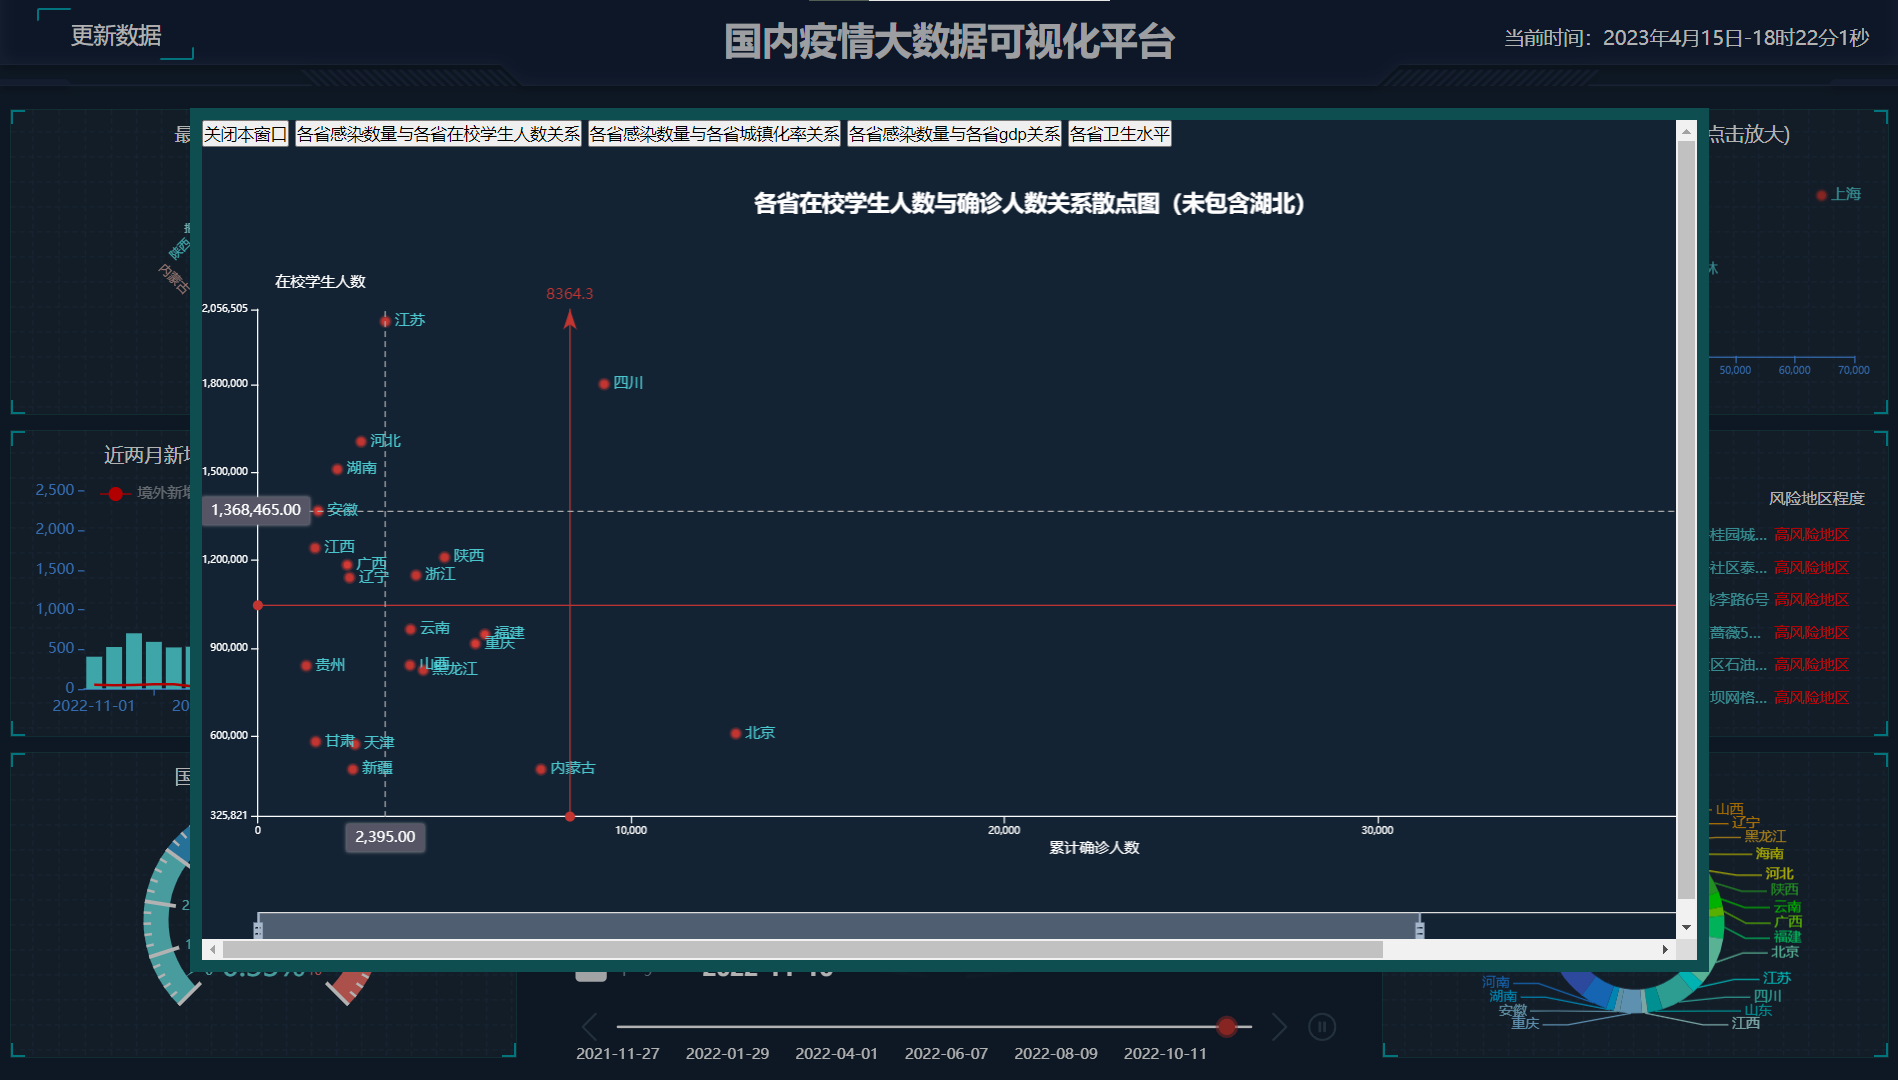 更新数据
国内疫情大数据可视化平台
当前时间：2023年4月15日-18时22分1秒
关闭本窗口
各省感染数量与各省在校学生人数关系
各省感染数量与各省城镇化率关系
各省感染数量与各省gdp关系
各省卫生水平
各省在校学生人数与确诊人数关系散点图（未包含湖北）
在校学生人数
8364.3
2,056,505
1,800,000
1,500,000
1,368,465.00
1,200,000
900,000
600,000
325,821
江苏
四川
河北
湖南
安徽
江西
广西
辽宁
陕西
浙江
云南
福建
重庆
贵州
山西
黑龙江
甘肃
天津
新疆
内蒙古
北京
0
2,395.00
10,000
20,000
30,000
累计确诊人数
最
陕西
内蒙古
近两月新增
境外新增
2,500
2,000
1,500
1,000
500
0
2022-11-01
20
国
2
1
点击放大)
上海
50,000
60,000
70,000
风险地区程度
桂园城... 高风险地区
社区泰... 高风险地区
桃李路6号 高风险地区
蔷薇5... 高风险地区
区石油... 高风险地区
坝网格... 高风险地区
山西
辽宁
黑龙江
海南
河北
陕西
云南
广西
福建
北京
江苏
四川
山东
江西
河南
湖南
安徽
重庆
2021-11-27
2022-01-29
2022-04-01
2022-06-07
2022-08-09
2022-10-11